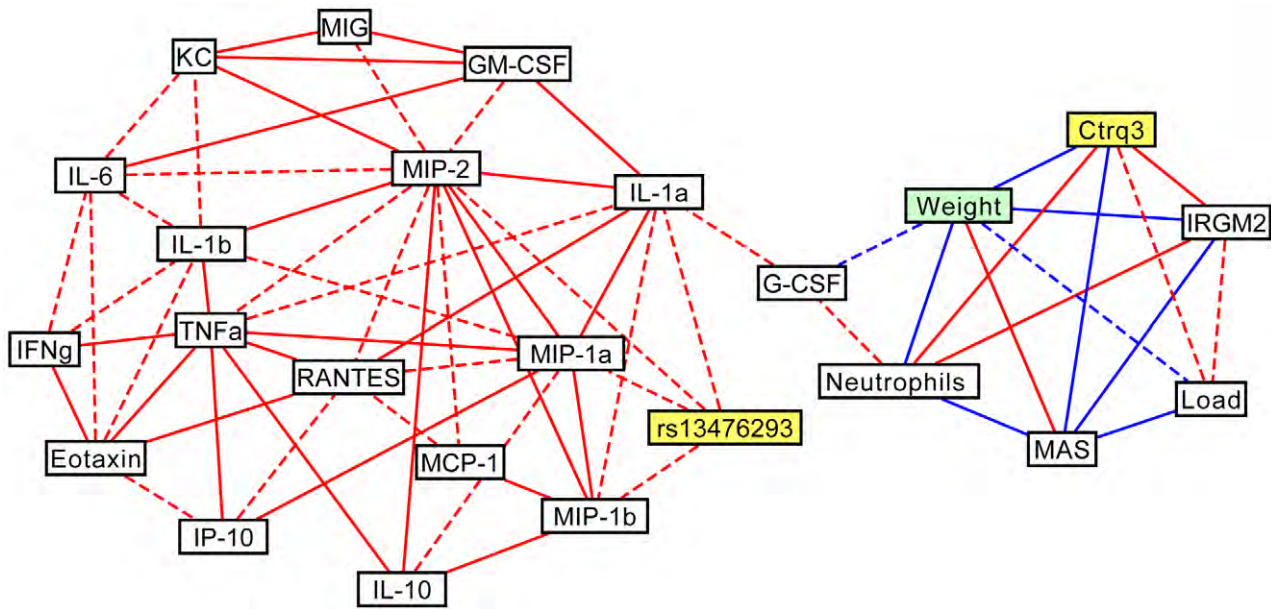 MIG
KC
GM-CSF
Ctrq3
IL-6
MIP-2
IL-1a
Weight
IRGM2
IL-1b
G-CSF
TNFa
IFNg
MIP-1a
RANTES
Neutrophils
Load
rs13476293
Eotaxin
MCP-1
MAS
MIP-1b
IP-10
IL-10